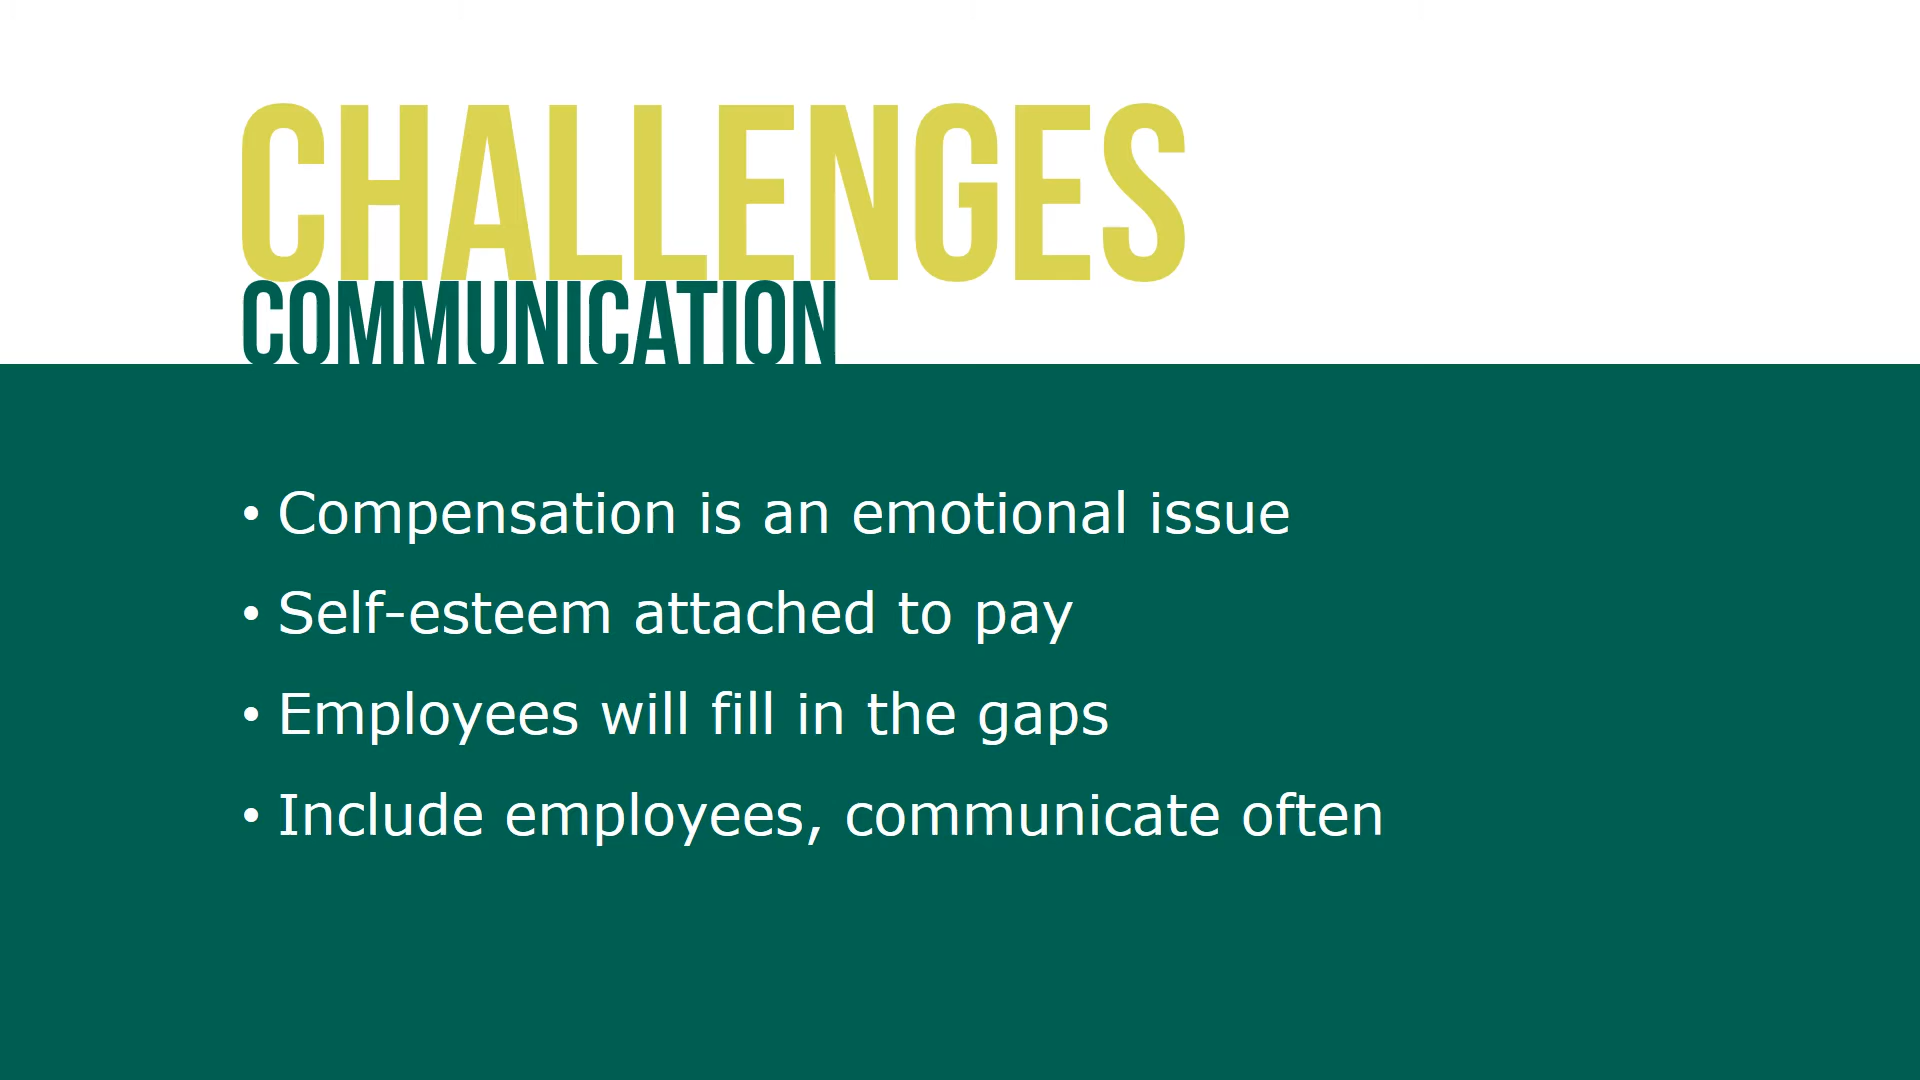 CHALLENGES
COMMUNICATION
• Compensation is an emotional issue
• Self-esteem attached to pay
• Employees will fill in the gaps
• Include employees, communicate often